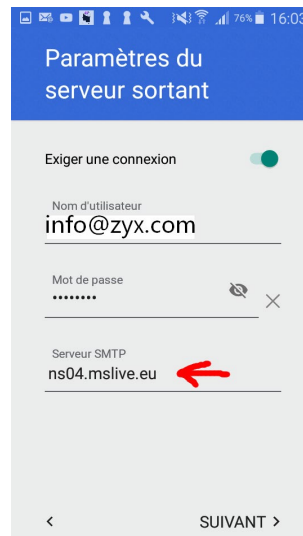 76% 16:03
Paramètres du
serveur sortant
Exiger une connexion
Nom d'utilisateur
info@zyx.com
Mot de passe
••••••••
Serveur SMTP
ns04.mslive.eu
< SUIVANT >